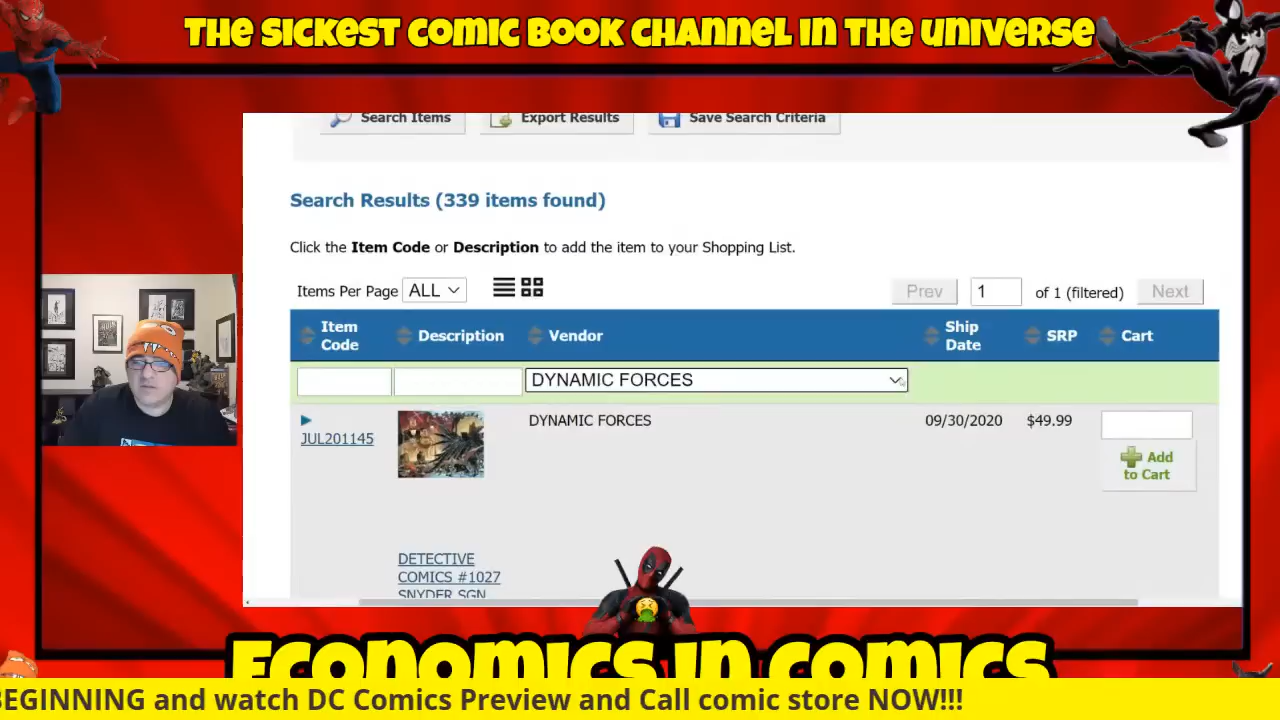 THE SICKEST COMIC BOOK CHANNEL IN THE UNIVERSE
Search Items Export Results Save Search Criteria
Search Results (339 items found)
Click the Item Code or Description to add the item to your Shopping List.
Items Per Page ALL Prev 1 of 1 (filtered) Next
Item Code Description Vendor Ship Date SRP Cart
DYNAMIC FORCES
JUL201145 DYNAMIC FORCES 09/30/2020 $49.99
Add to Cart
DETECTIVE
COMICS #1027
SNYDER SGN
ECONOMICS IN COMICS
BEGINNING and watch DC Comics Preview and Call comic store NOW!!!